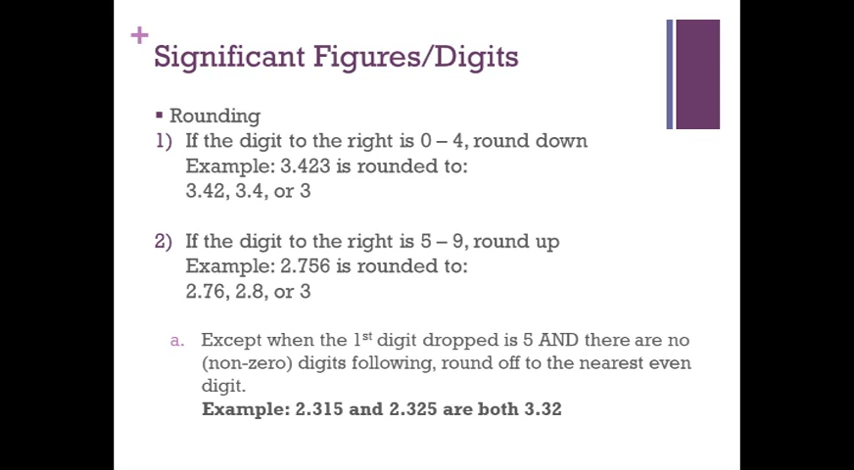 +
Significant Figures/Digits
▪ Rounding
1) If the digit to the right is 0 – 4, round down
Example: 3.423 is rounded to:
3.42, 3.4, or 3
2) If the digit to the right is 5 – 9, round up
Example: 2.756 is rounded to:
2.76, 2.8, or 3
a. Except when the 1st digit dropped is 5 AND there are no
(non-zero) digits following, round off to the nearest even
digit.
Example: 2.315 and 2.325 are both 3.32